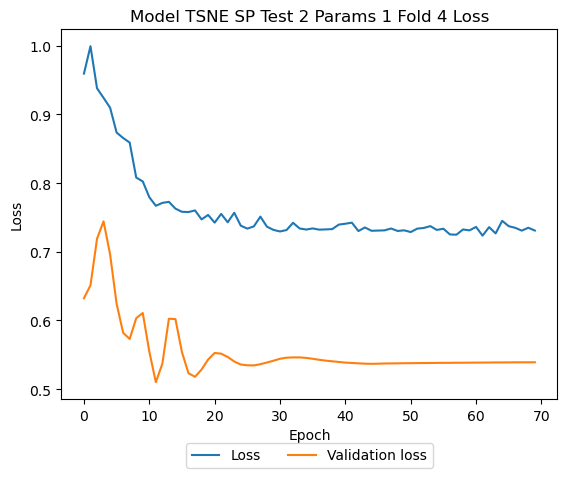 Model TSNE SP Test 2 Params 1 Fold 4 Loss
1.0
0.9
0.8
0.7
0.6
0.5
Loss
0 10 20 30 40 50 60 70
Epoch
Loss Validation loss